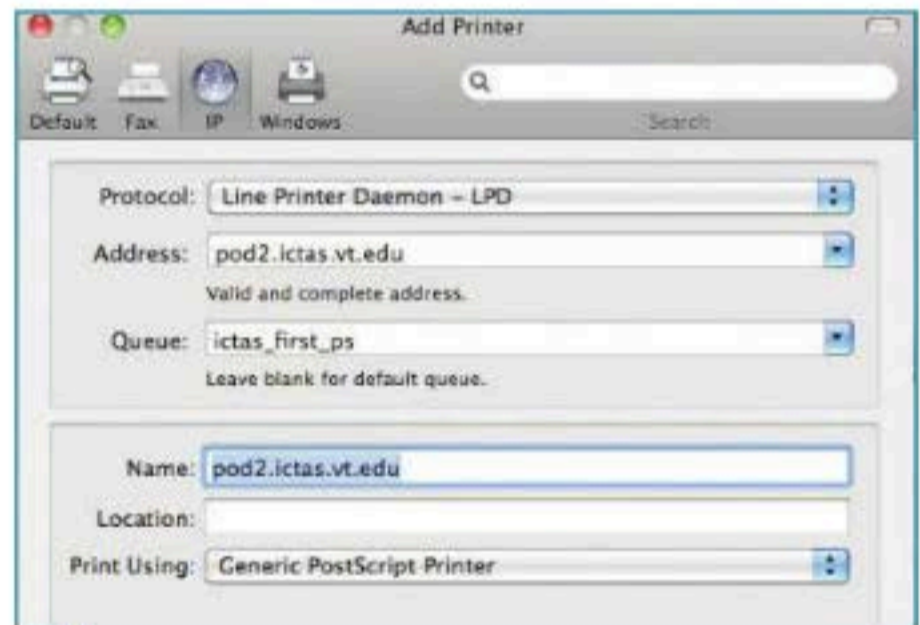 Add Printer
Default Fax IP Windows Search
Protocol: Line Printer Daemon – LPD
Address: pod2.ictas.vt.edu
Valid and complete address.
Queue: ictas_first_ps
Leave blank for default queue.
Name: pod2.ictas.vt.edu
Location:
Print Using: Generic PostScript Printer